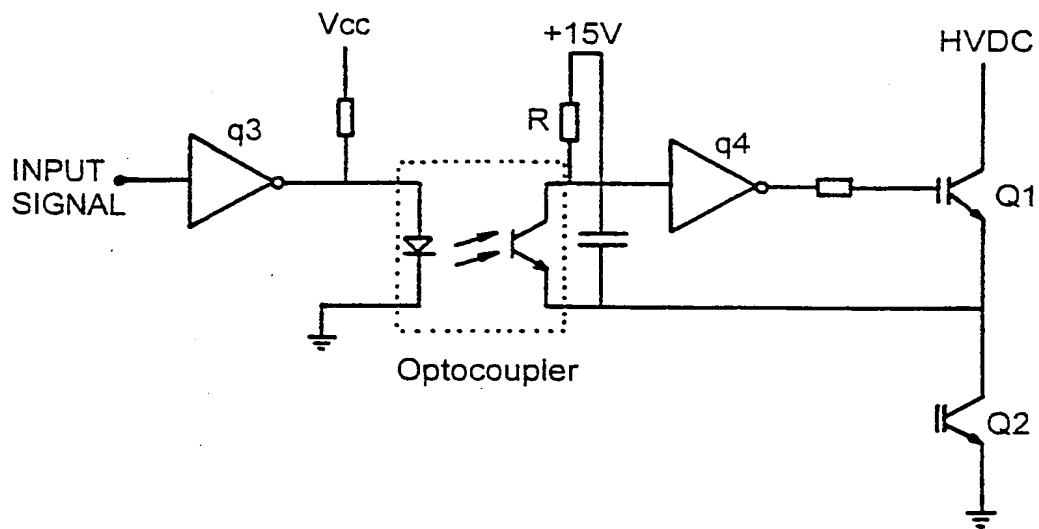 Vcc
+15V
HVDC
q3
R
q4
INPUT
SIGNAL
Q1
Optocoupler
Q2